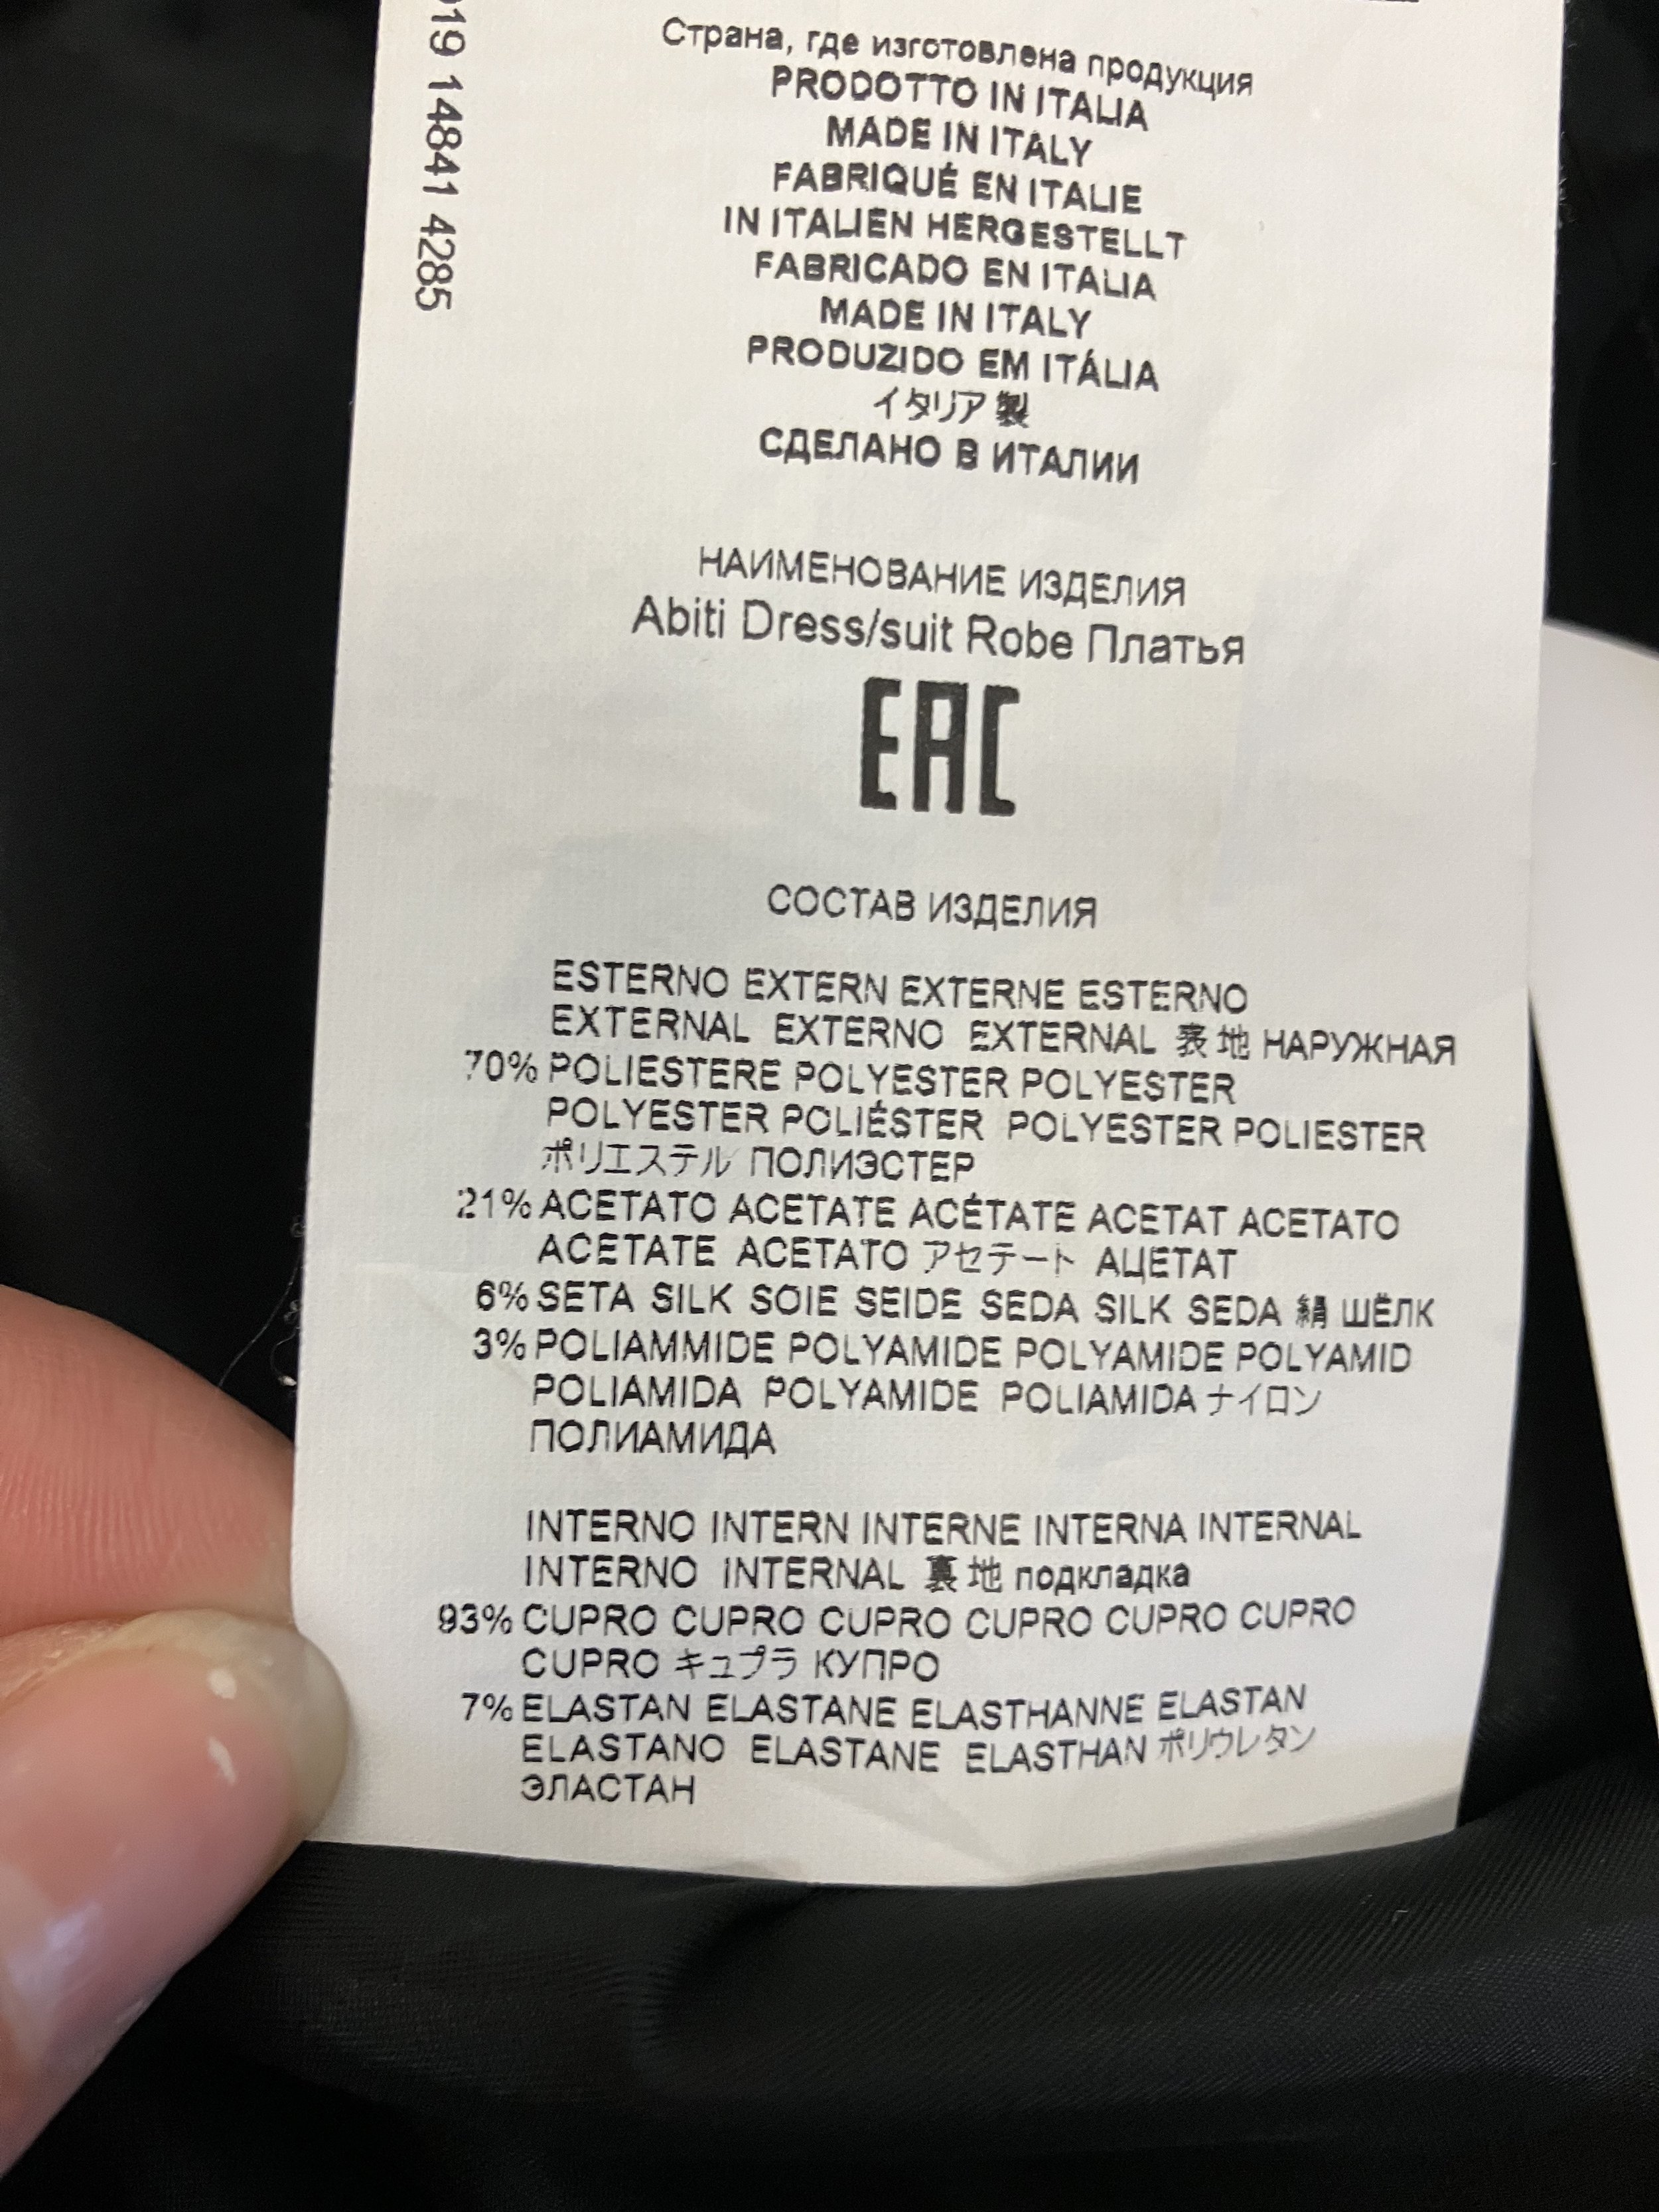 Страна, где изготовлена продукция
PRODOTTO IN ITALIA
MADE IN ITALY
FABRIQUÉ EN ITALIE
IN ITALIEN HERGESTELLT
FABRICADO EN ITALIA
MADE IN ITALY
PRODUZIDO EM ITÁLIA
イタリア 製
СДЕЛАНО В ИТАЛИИ
14841 4285
НАИМЕНОВАНИЕ ИЗДЕЛИЯ
Abiti Dress/suit Robe Платья
EAC
СОСТАВ ИЗДЕЛИЯ
ESTERNO EXTERN EXTERNE ESTERNO
EXTERNAL EXTERNO EXTERNAL 表地 НАРУЖНАЯ
70% POLIESTERE POLYESTER POLYESTER
POLYESTER POLIÉSTER POLYESTER POLIESTER
ポリエステル ПОЛИЭСТЕР
21% ACETATO ACETATE ACÉTATE ACETAT ACETATO
ACETATE ACETATO アセテート АЦЕТАТ
6% SETA SILK SOIE SEIDE SEDA SILK SEDA 絹 ШЁЛК
3% POLIAMMIDE POLYAMIDE POLYAMIDE POLYAMID
POLIAMIDA POLYAMIDE POLIAMIDA ナイロン
ПОЛИАМИДА
INTERNO INTERN INTERNE INTERNA INTERNAL
INTERNO INTERNAL 裏地 подкладка
93% CUPRO CUPRO CUPRO CUPRO CUPRO CUPRO
CUPRO キュプラ КУПРО
7% ELASTAN ELASTANE ELASTHANNE ELASTAN
ELASTANO ELASTANE ELASTHAN ポリウレタン
ЭЛАСТАН